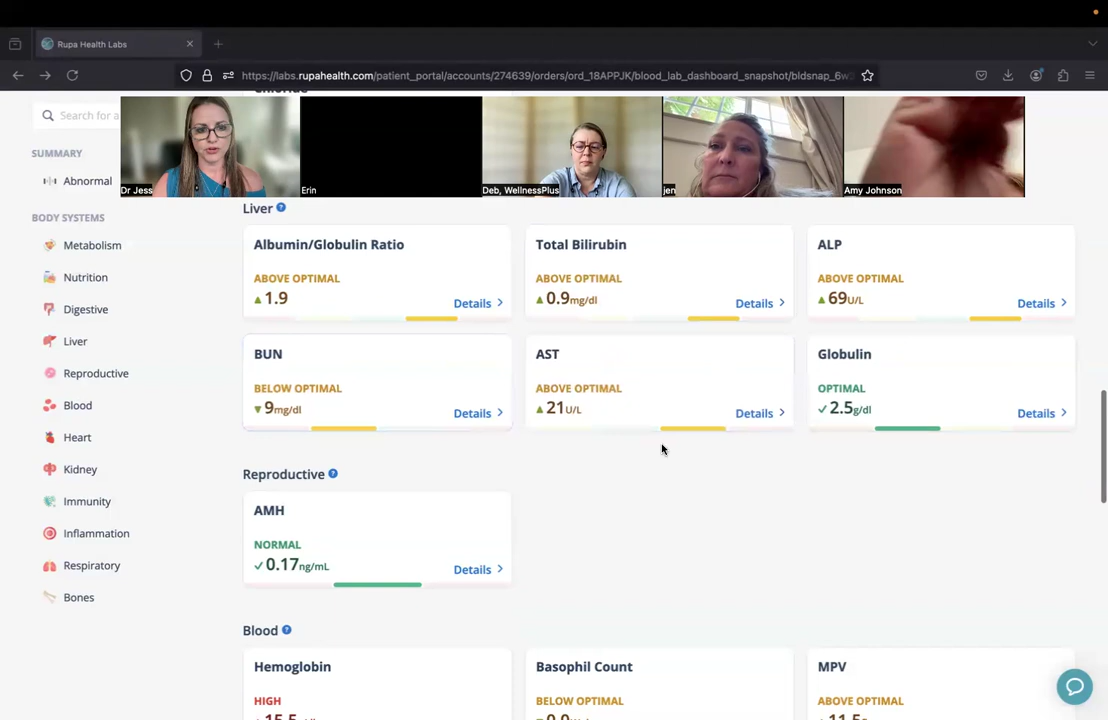 Rupa Health Labs
https://labs.rupahealth.com/patient_portal/accounts/274639/orders/ord_18APPJK/blood_lab_dashboard_snapshot/bldsnap_6w
Search for a
SUMMARY
Abnormal
BODY SYSTEMS
Metabolism
Nutrition
Digestive
Liver
Reproductive
Blood
Heart
Kidney
Immunity
Inflammation
Respiratory
Bones
Dr Jess
Erin
Deb, WellnessPlus
jen
Amy Johnson
Liver
Albumin/Globulin Ratio
ABOVE OPTIMAL
1.9
Details
Total Bilirubin
ABOVE OPTIMAL
0.9mg/dl
Details
ALP
ABOVE OPTIMAL
69U/L
Details
BUN
BELOW OPTIMAL
9mg/dl
Details
AST
ABOVE OPTIMAL
21U/L
Details
Globulin
OPTIMAL
2.5g/dl
Details
Reproductive
AMH
NORMAL
0.17ng/mL
Details
Blood
Hemoglobin
HIGH
Basophil Count
BELOW OPTIMAL
MPV
ABOVE OPTIMAL